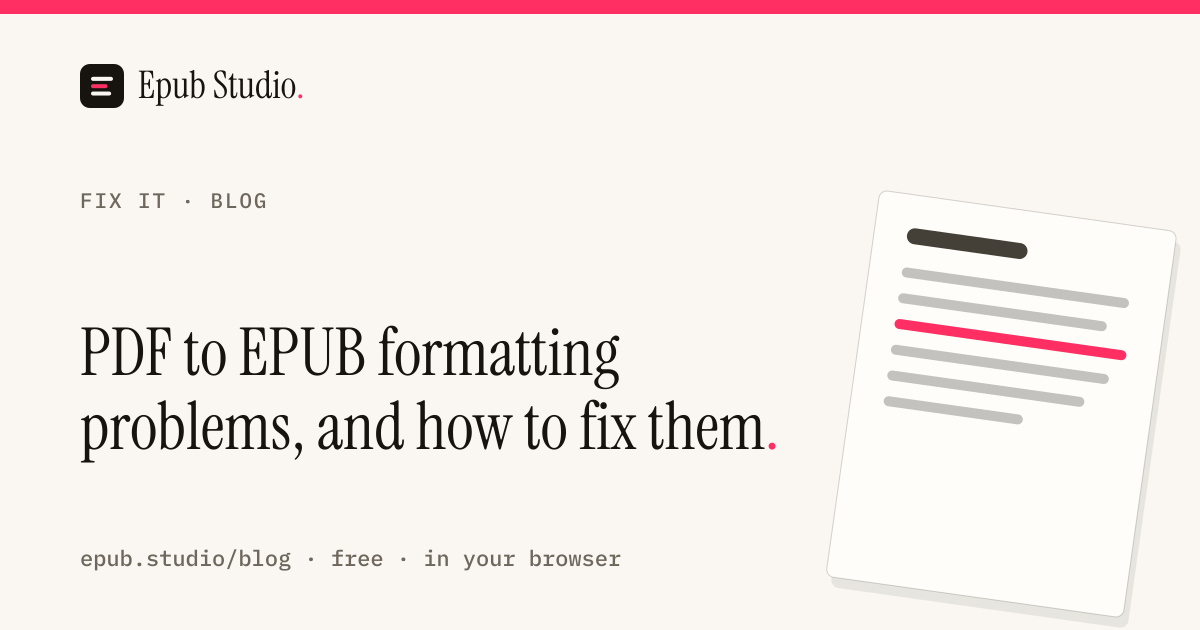 Epub Studio.
FIX IT · BLOG
PDF to EPUB formatting
problems, and how to fix them.
epub.studio/blog · free · in your browser